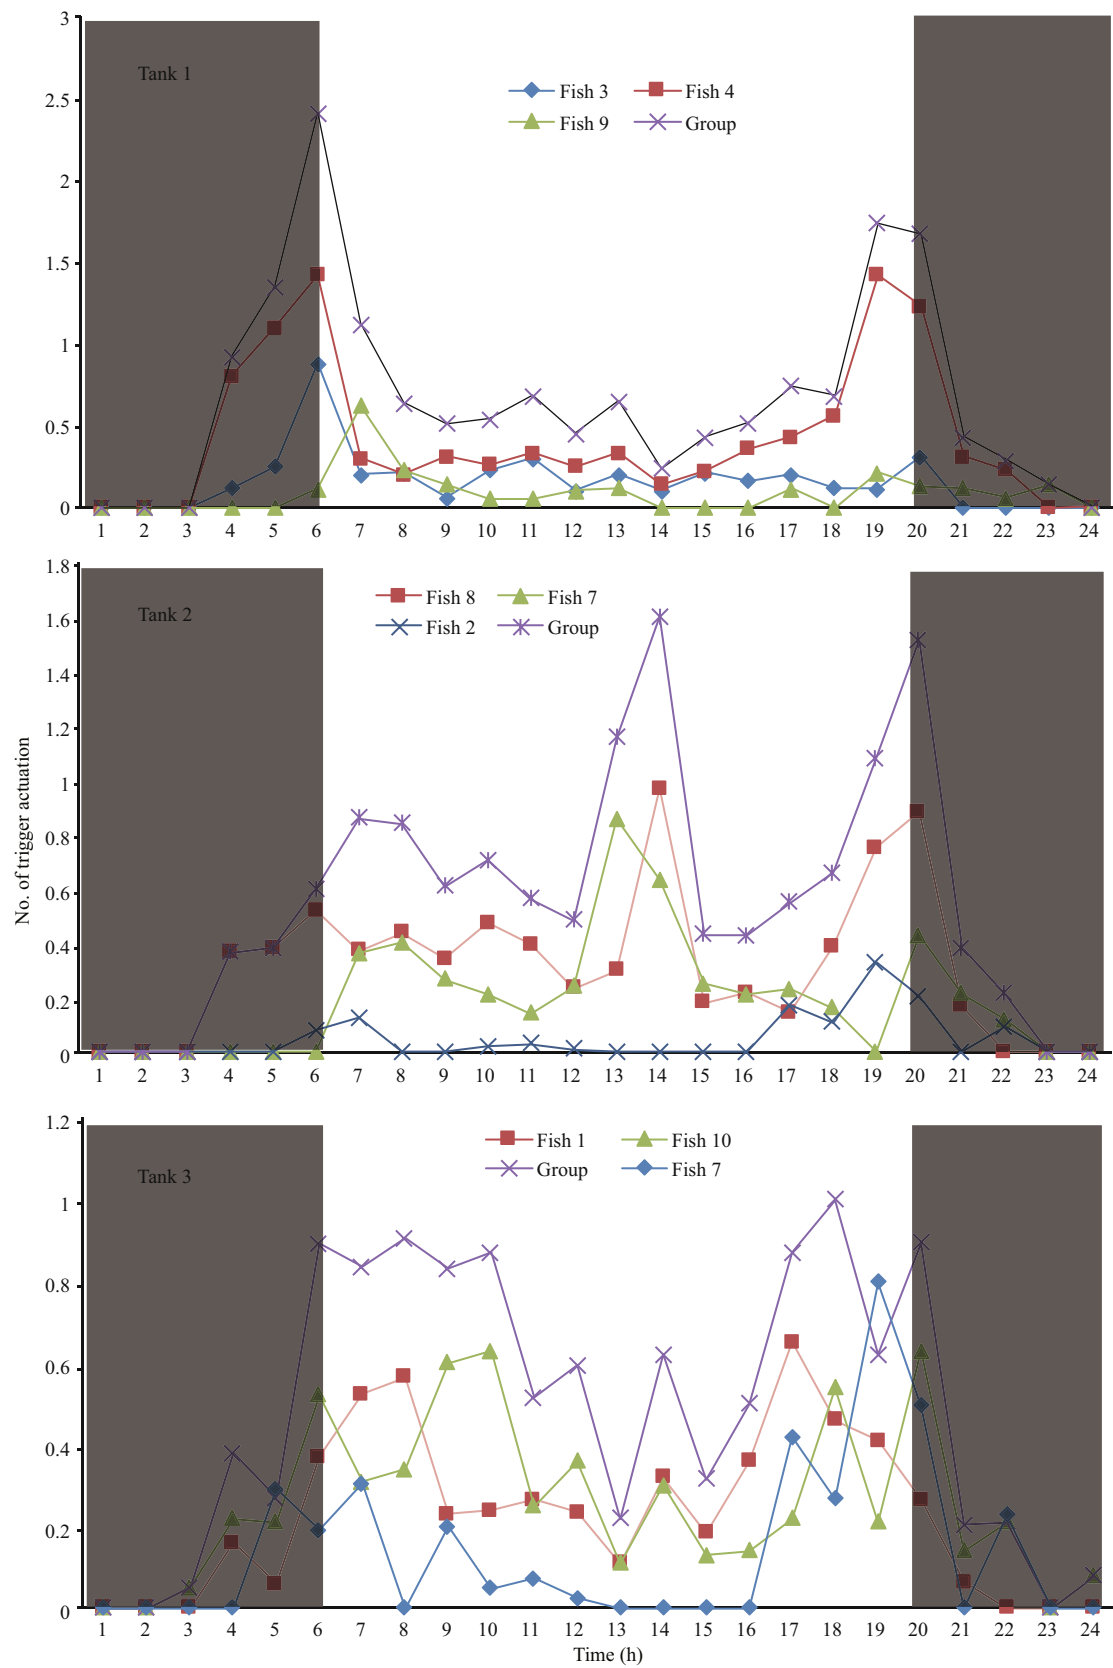 3
Tank 1
Fish 3 Fish 4
2.5
Fish 9 Group
2
1.5
1
0.5
0
1 2 3 4 5 6 7 8 9 10 11 12 13 14 15 16 17 18 19 20 21 22 23 24
1.8
Tank 2
Fish 8 Fish 7
1.6
Fish 2 Group
1.4
1.2
1
0.8
0.6
0.4
0.2
0
No. of trigger actuation
1 2 3 4 5 6 7 8 9 10 11 12 13 14 15 16 17 18 19 20 21 22 23 24
1.2
Fish 1 Fish 10
Tank 3
Group Fish 7
1
0.8
0.6
0.4
0.2
0
1 2 3 4 5 6 7 8 9 10 11 12 13 14 15 16 17 18 19 20 21 22 23 24
Time (h)